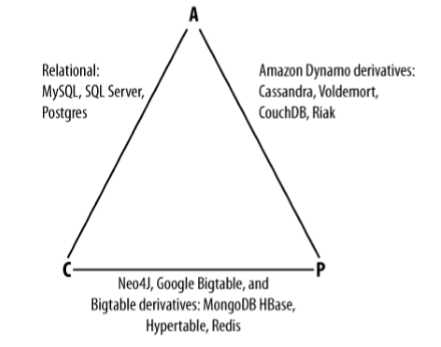 A
Relational:
MySQL, SQL Server,
Postgres
Amazon Dynamo derivatives:
Cassandra, Voldemort,
CouchDB, Riak
C
P
Neo4J, Google Bigtable, and
Bigtable derivatives: MongoDB HBase,
Hypertable, Redis